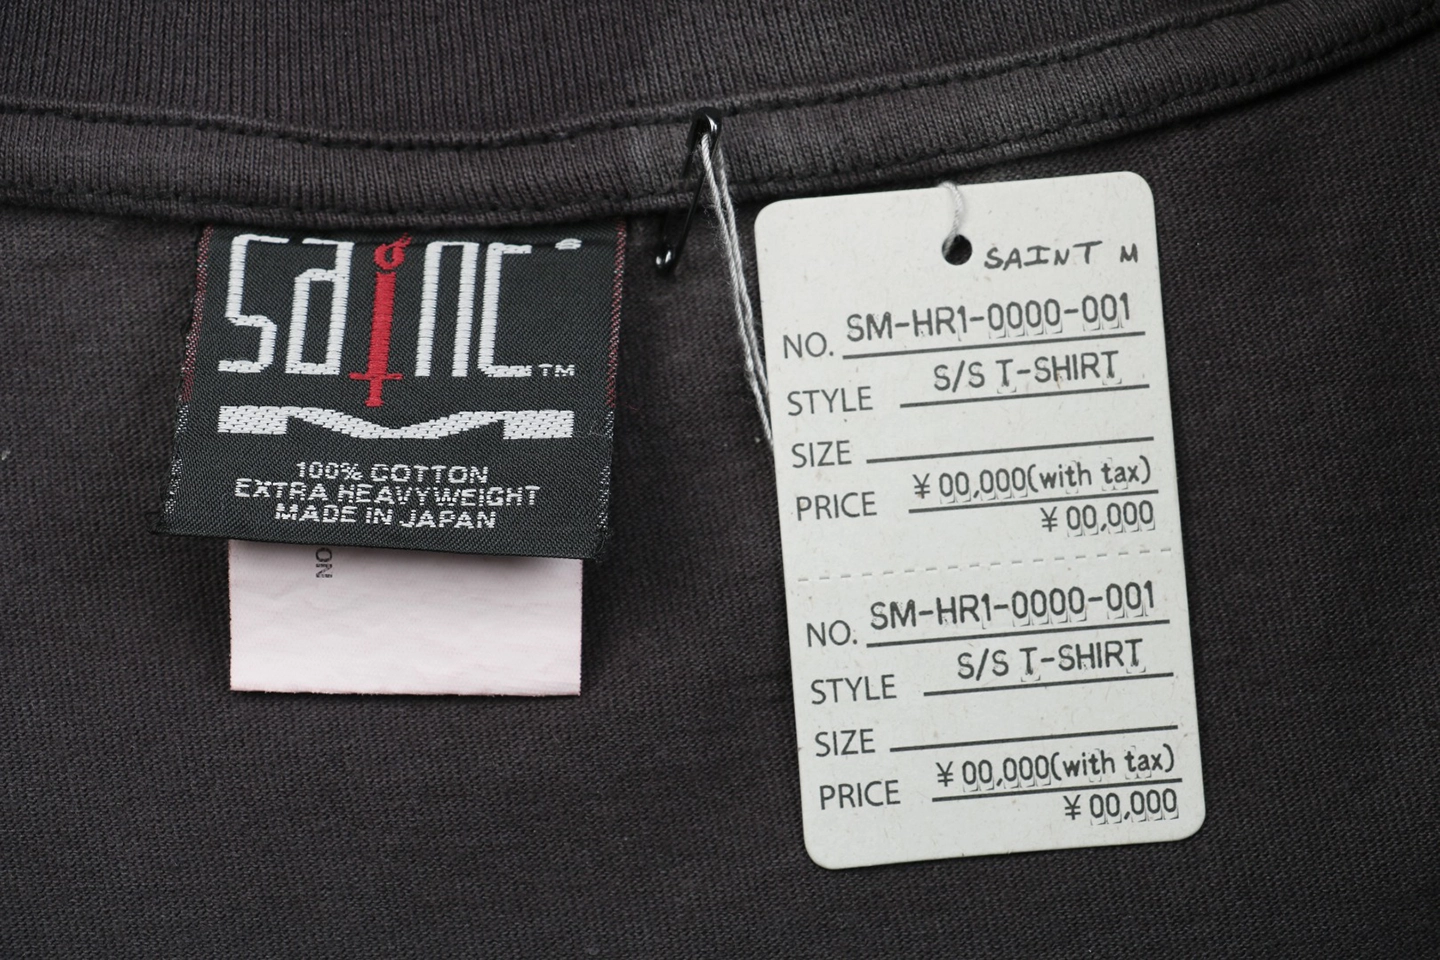 SAINT
S
TM
M
100% COTTON
EXTRA HEAVYWEIGHT
MADE IN JAPAN
NO
SAINT M
NO. SM-HR1-0000-001
STYLE S/S T-SHIRT
SIZE
PRICE ¥00,000(with tax)
¥00,000
NO. SM-HR1-0000-001
STYLE S/S T-SHIRT
SIZE
PRICE ¥00,000(with tax)
¥00,000